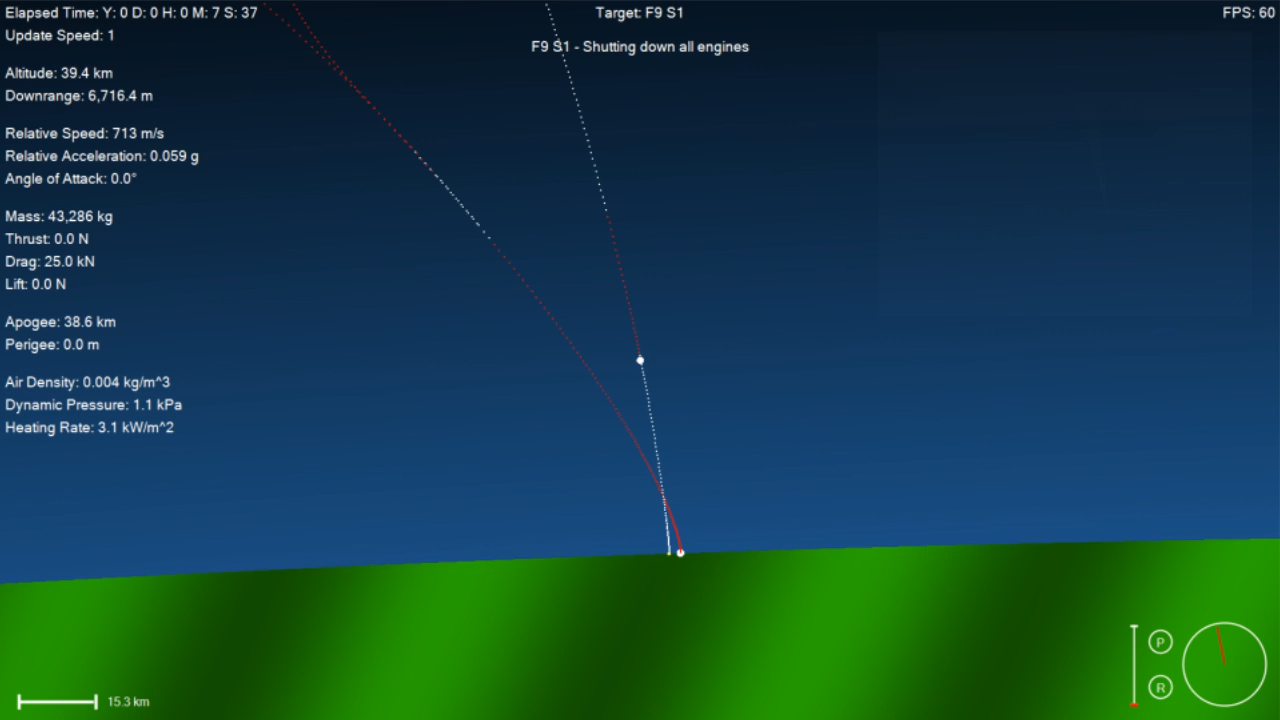 Elapsed Time: Y: 0 D: 0 H: 0 M: 7 S: 37
Update Speed: 1
Altitude: 39.4 km
Downrange: 6,716.4 m
Relative Speed: 713 m/s
Relative Acceleration: 0.059 g
Angle of Attack: 0.0°
Mass: 43,286 kg
Thrust: 0.0 N
Drag: 25.0 kN
Lift: 0.0 N
Apogee: 38.6 km
Perigee: 0.0 m
Air Density: 0.004 kg/m^3
Dynamic Pressure: 1.1 kPa
Heating Rate: 3.1 kW/m^2
Target: F9 S1
F9 S1 - Shutting down all engines
FPS: 60
P
R
15.3 km